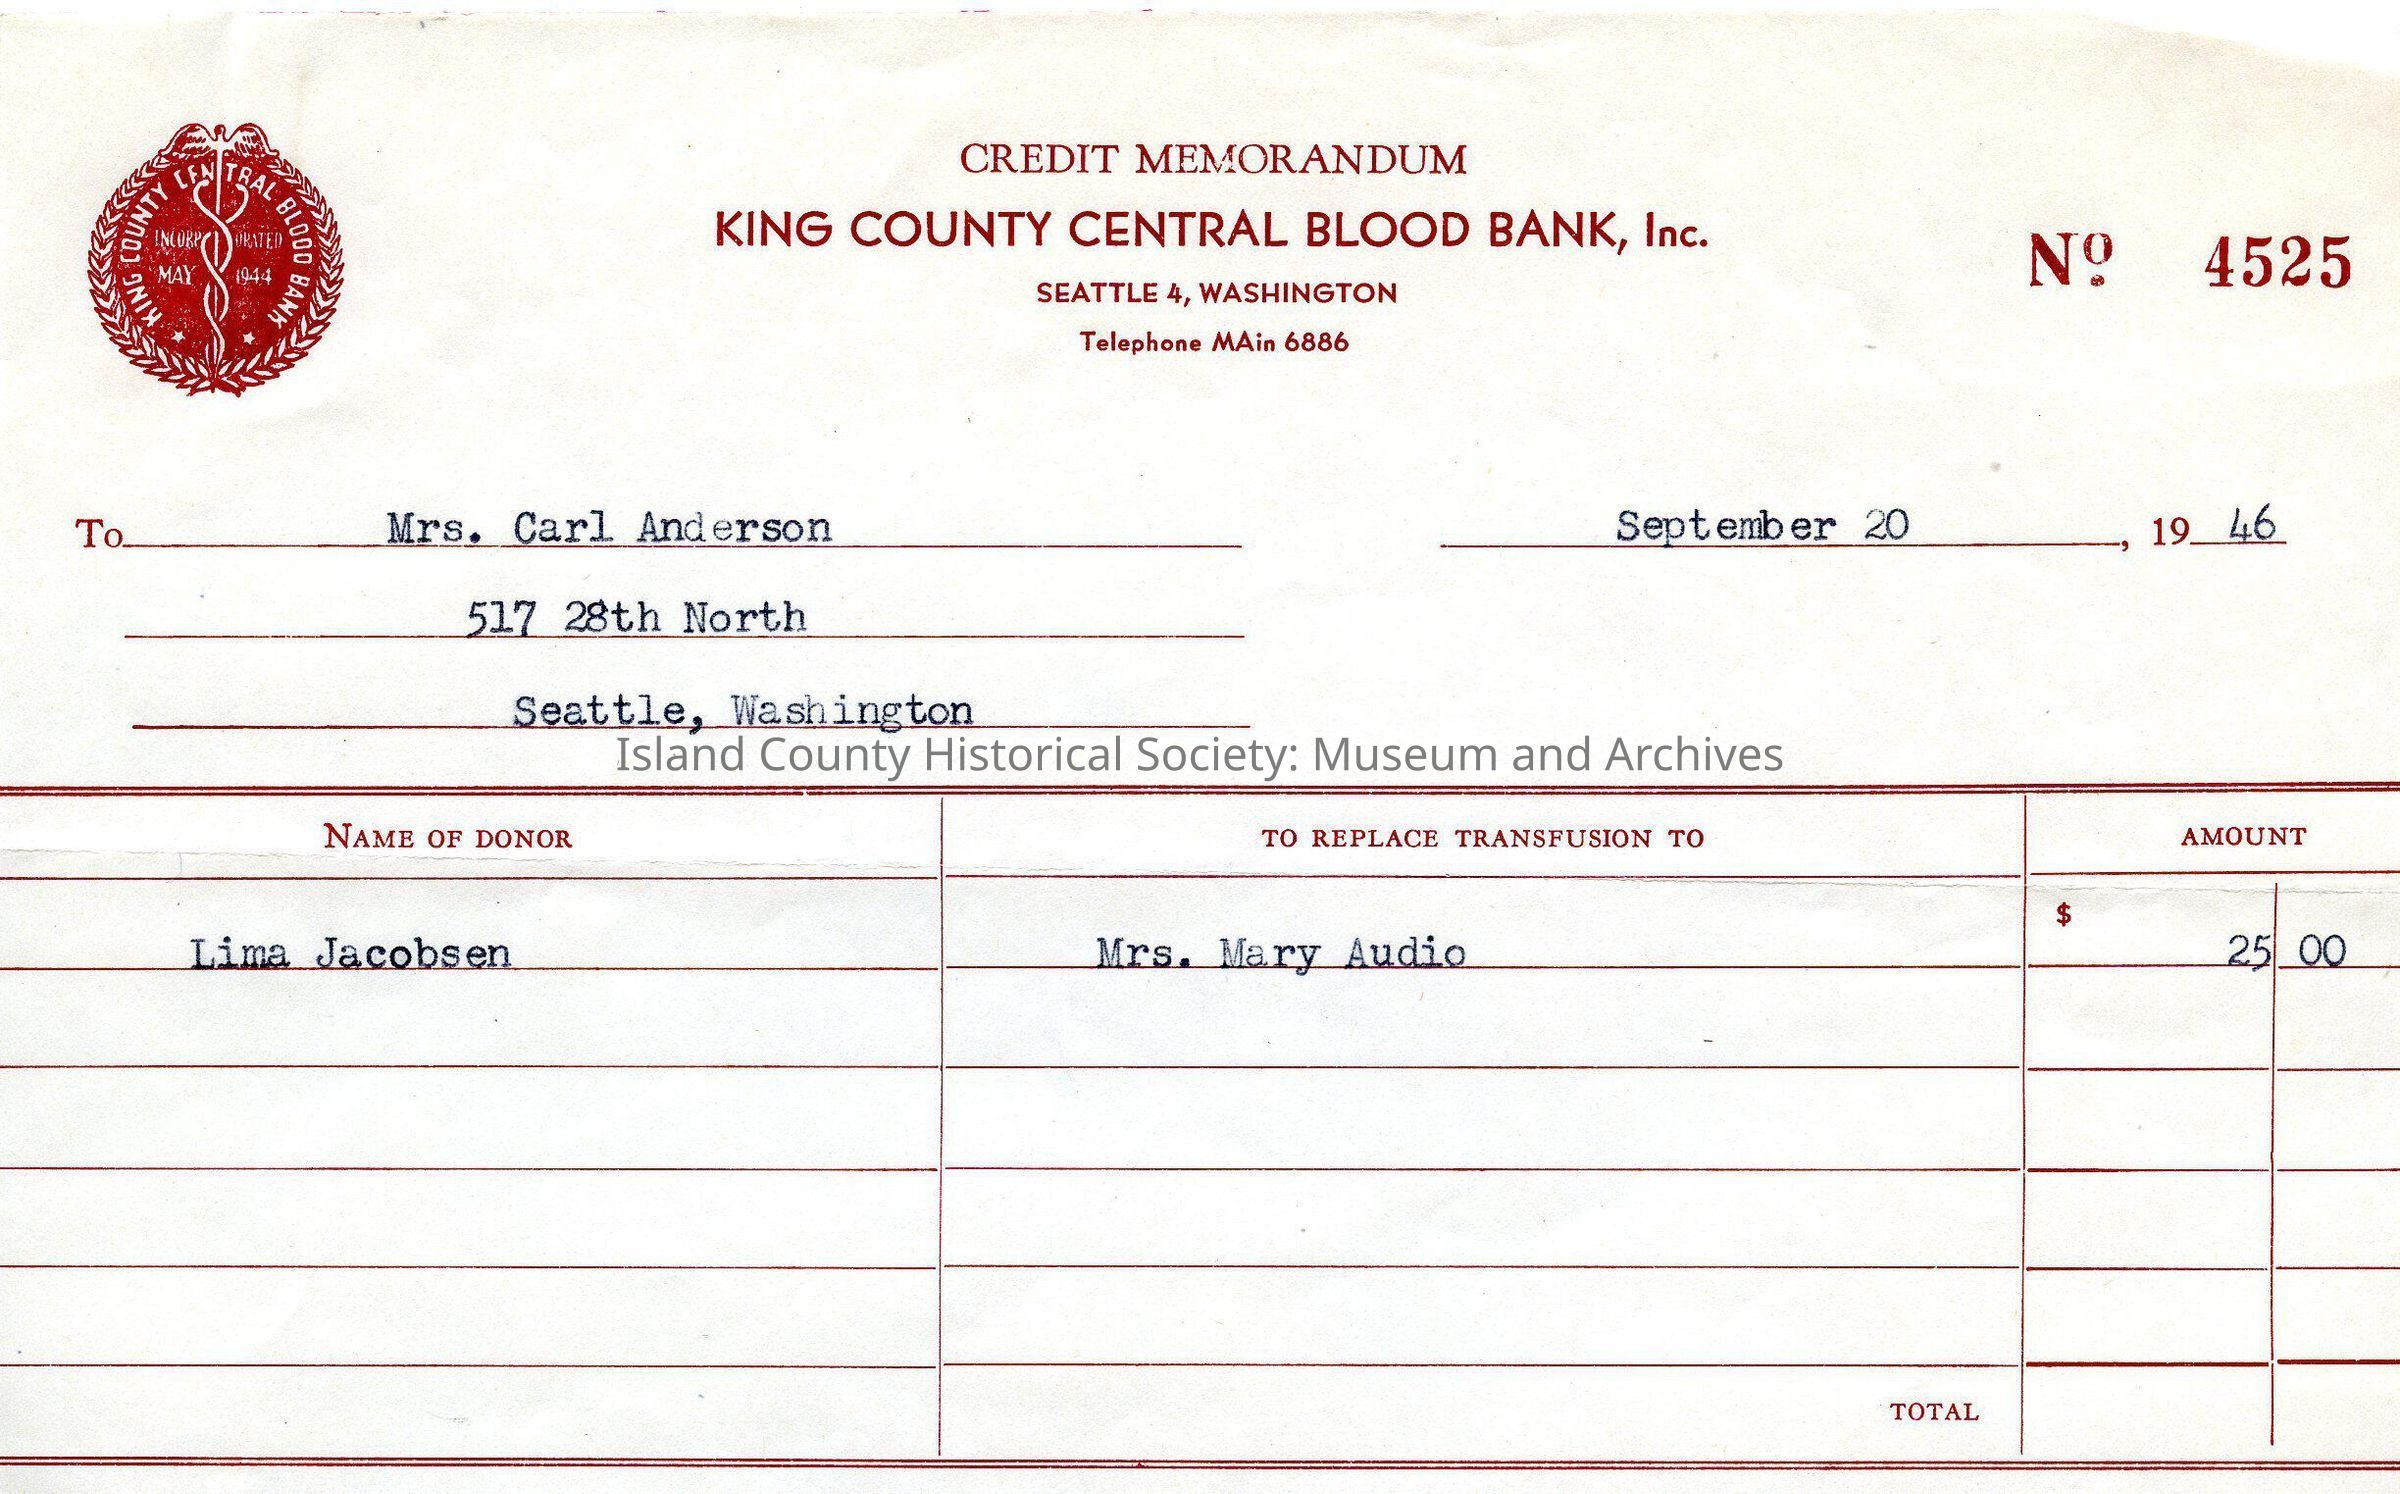 KING COUNTY CENTRAL BLOOD BANK
INCORPORATED
MAY 1944
CREDIT MEMORANDUM
KING COUNTY CENTRAL BLOOD BANK, Inc.
SEATTLE 4, WASHINGTON
Telephone MAin 6886
Nº 4525
To Mrs. Carl Anderson September 20, 19 46
517 28th North
Seattle, Washington
Island County Historical Society: Museum and Archives
NAME OF DONOR TO REPLACE TRANSFUSION TO AMOUNT
$
Lima Jacobsen Mrs. Mary Audio 25 00
TOTAL